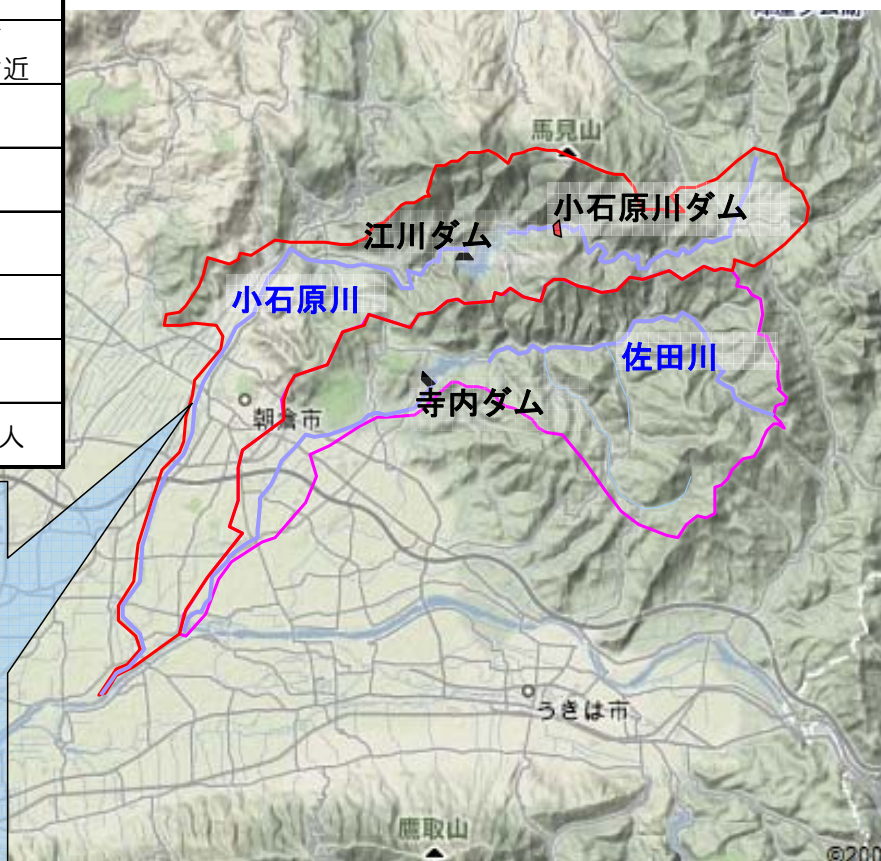 近
人
馬見山
小石原川ダム
江川ダム
小石原川
佐田川
寺内ダム
朝倉市
うきは市
鷹取山
©200